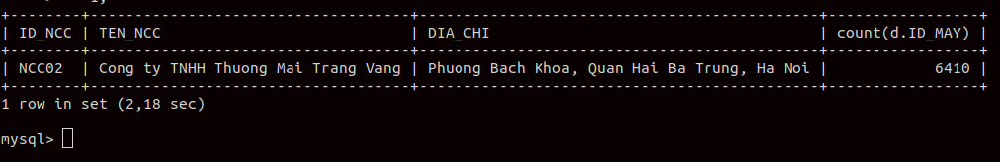 +--------+------------------------------------+------------------------------------------------+-----------------+
| ID_NCC | TEN_NCC                            | DIA_CHI                                        | count(d.ID_MAY) |
+--------+------------------------------------+------------------------------------------------+-----------------+
| NCC02  | Cong ty TNHH Thuong Mai Trang Vang | Phuong Bach Khoa, Quan Hai Ba Trung, Ha Noi |            6410 |
+--------+------------------------------------+------------------------------------------------+-----------------+
1 row in set (2,18 sec)
mysql>